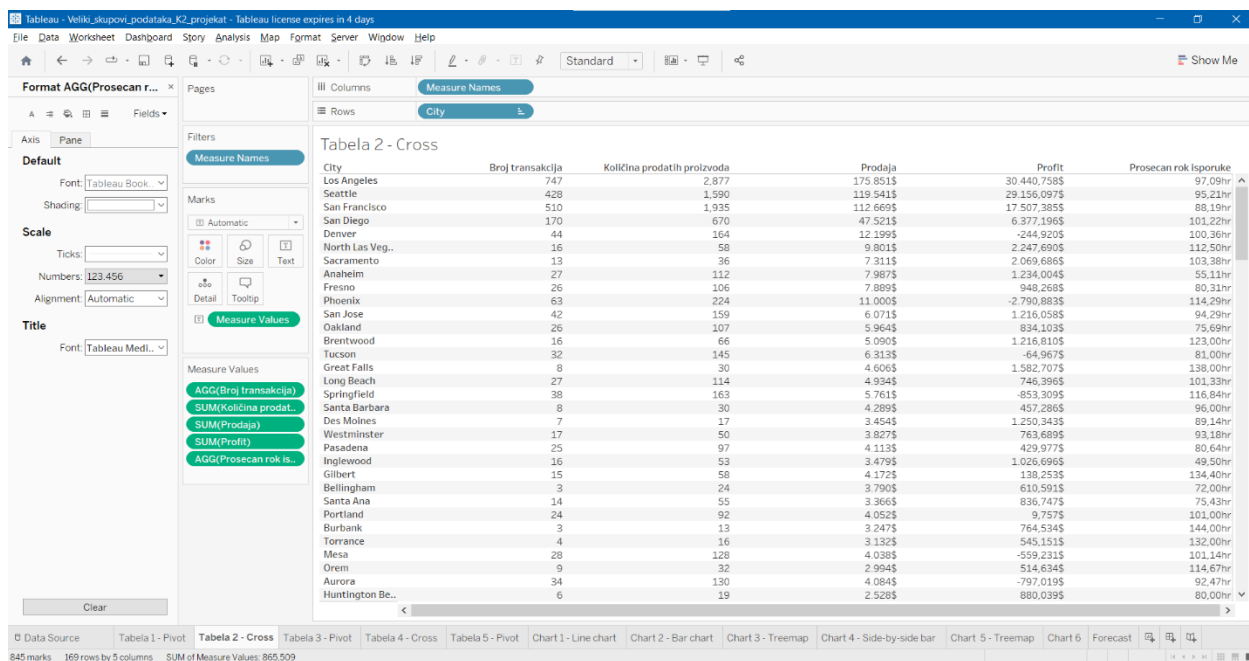 Tableau - Veliki_skupovi_podataka_K2_projekat - Tableau license expires in 4 days
File Data Worksheet Dashboard Story Analysis Map Format Server Window Help
Standard Show Me
Format AGG(Prosecan r... ×
Fields
Axis Pane
Default
Font: Tableau Book..
Shading:
Scale
Ticks:
Numbers: 123.456
Alignment: Automatic
Title
Font: Tableau Medi..
Clear
Pages
Filters
Measure Names
Marks
Automatic
Color Size Text
Detail Tooltip
Measure Values
Measure Values
AGG(Broj transakcija)
SUM(Količina prodat..
SUM(Prodaja)
SUM(Profit)
AGG(Prosecan rok is..
Columns Measure Names
Rows City
Tabela 2 - Cross
City Broj transakcija Količina prodatih proizvoda Prodaja Profit Prosecan rok isporuke
Los Angeles 747 2,877 175.851$ 30.440,758$ 97,09hr
Seattle 428 1,590 119.541$ 29.156,097$ 95,21hr
San Francisco 510 1,935 112.669$ 17.507,385$ 88,19hr
San Diego 170 670 47.521$ 6.377,196$ 101,22hr
Denver 44 164 12.199$ -244,920$ 100,36hr
North Las Veg.. 16 58 9.801$ 2.247,690$ 112,50hr
Sacramento 13 36 7.311$ 2.069,686$ 103,38hr
Anaheim 27 112 7.987$ 1.234,004$ 55,11hr
Fresno 26 106 7.889$ 948,268$ 80,31hr
Phoenix 63 224 11.000$ -2.790,883$ 114,29hr
San Jose 42 159 6.071$ 1.216,058$ 94,29hr
Oakland 26 107 5.964$ 834,103$ 75,69hr
Brentwood 16 66 5.090$ 1.216,810$ 123,00hr
Tucson 32 145 6.313$ -64,967$ 81,00hr
Great Falls 8 30 4.606$ 1.582,707$ 138,00hr
Long Beach 27 114 4.934$ 746,396$ 101,33hr
Springfield 38 163 5.761$ -853,309$ 116,84hr
Santa Barbara 8 30 4.289$ 457,286$ 96,00hr
Des Moines 7 17 3.454$ 1.250,343$ 89,14hr
Westminster 17 50 3.827$ 763,689$ 93,18hr
Pasadena 25 97 4.113$ 429,977$ 80,64hr
Inglewood 16 53 3.479$ 1.026,696$ 49,50hr
Gilbert 15 58 4.172$ 138,253$ 134,40hr
Bellingham 3 24 3.790$ 610,591$ 72,00hr
Santa Ana 14 55 3.366$ 836,747$ 75,43hr
Portland 24 92 4.052$ 9,757$ 101,00hr
Burbank 3 13 3.247$ 764,534$ 144,00hr
Torrance 4 16 3.132$ 545,151$ 132,00hr
Mesa 28 128 4.038$ -559,231$ 101,14hr
Orem 9 32 2.994$ 514,634$ 114,67hr
Aurora 34 130 4.084$ -797,019$ 92,47hr
Huntington Be.. 6 19 2.528$ 880,039$ 80,00hr
Data Source Tabela 1 - Pivot Tabela 2 - Cross Tabela 3 - Pivot Tabela 4 - Cross Tabela 5 - Pivot Chart 1 - Line chart Chart 2 - Bar chart Chart 3 - Treemap Chart 4 - Side-by-side bar Chart 5 - Treemap Chart 6 Forecast
845 marks 169 rows by 5 columns SUM of Measure Values: 865.509